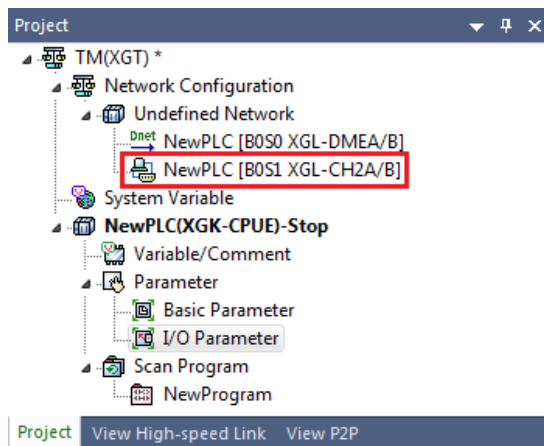 Project
TM(XGT) *
Network Configuration
Undefined Network
Dnet NewPLC [B0S0 XGL-DMEA/B]
NewPLC [B0S1 XGL-CH2A/B]
System Variable
NewPLC(XGK-CPUE)-Stop
Variable/Comment
Parameter
Basic Parameter
I/O Parameter
Scan Program
NewProgram
Project View High-speed Link View P2P